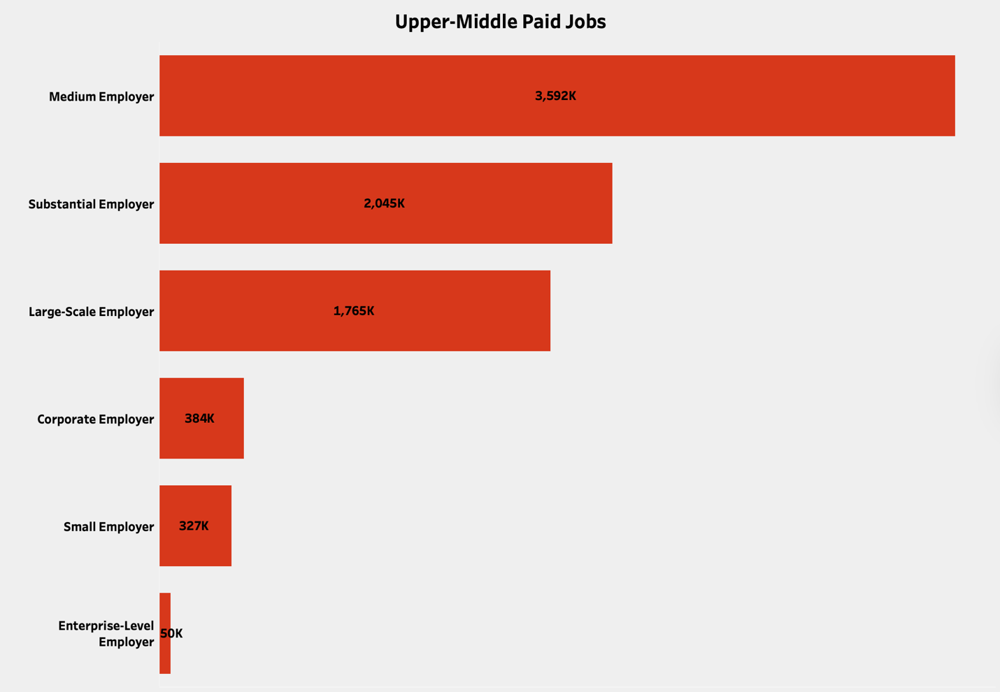 Upper-Middle Paid Jobs
Medium Employer
3,592K
Substantial Employer
2,045K
Large-Scale Employer
1,765K
Corporate Employer
384K
Small Employer
327K
Enterprise-Level
Employer
50K